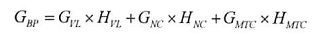 G_BP = G_VL × H_VL + G_NC × H_NC + G_MTC × H_MTC